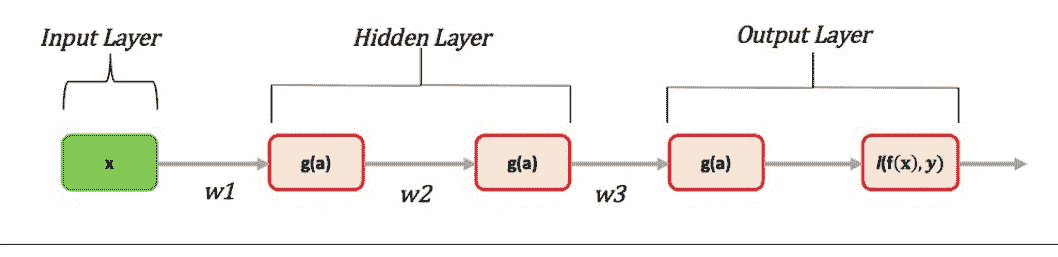 Input Layer
Hidden Layer
Output Layer
x
g(a)
g(a)
g(a)
l(f(x), y)
w1
w2
w3